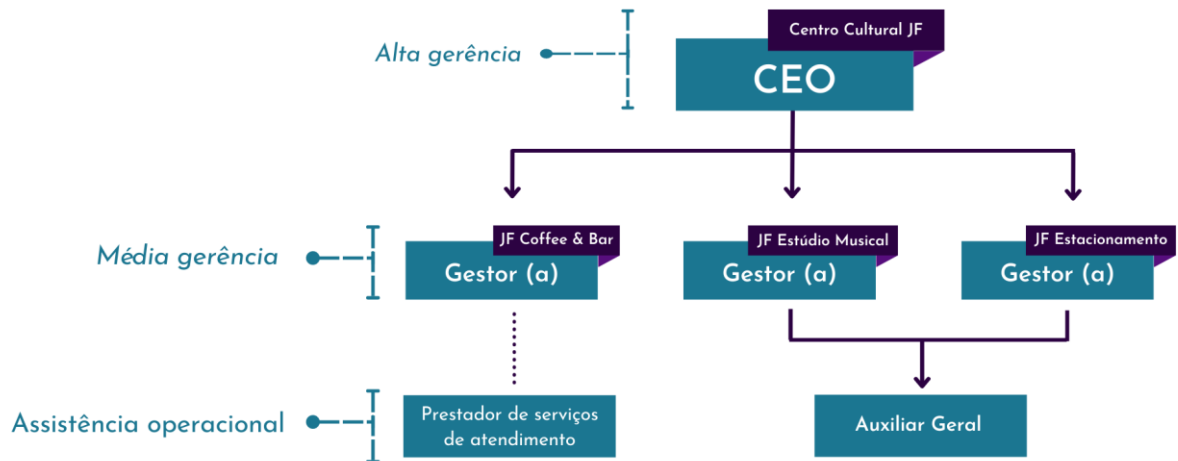 Centro Cultural JF
Alta gerência
CEO
JF Coffee & Bar
JF Estúdio Musical
JF Estacionamento
Média gerência
Gestor (a)
Gestor (a)
Gestor (a)
Assistência operacional
Prestador de serviços
de atendimento
Auxiliar Geral